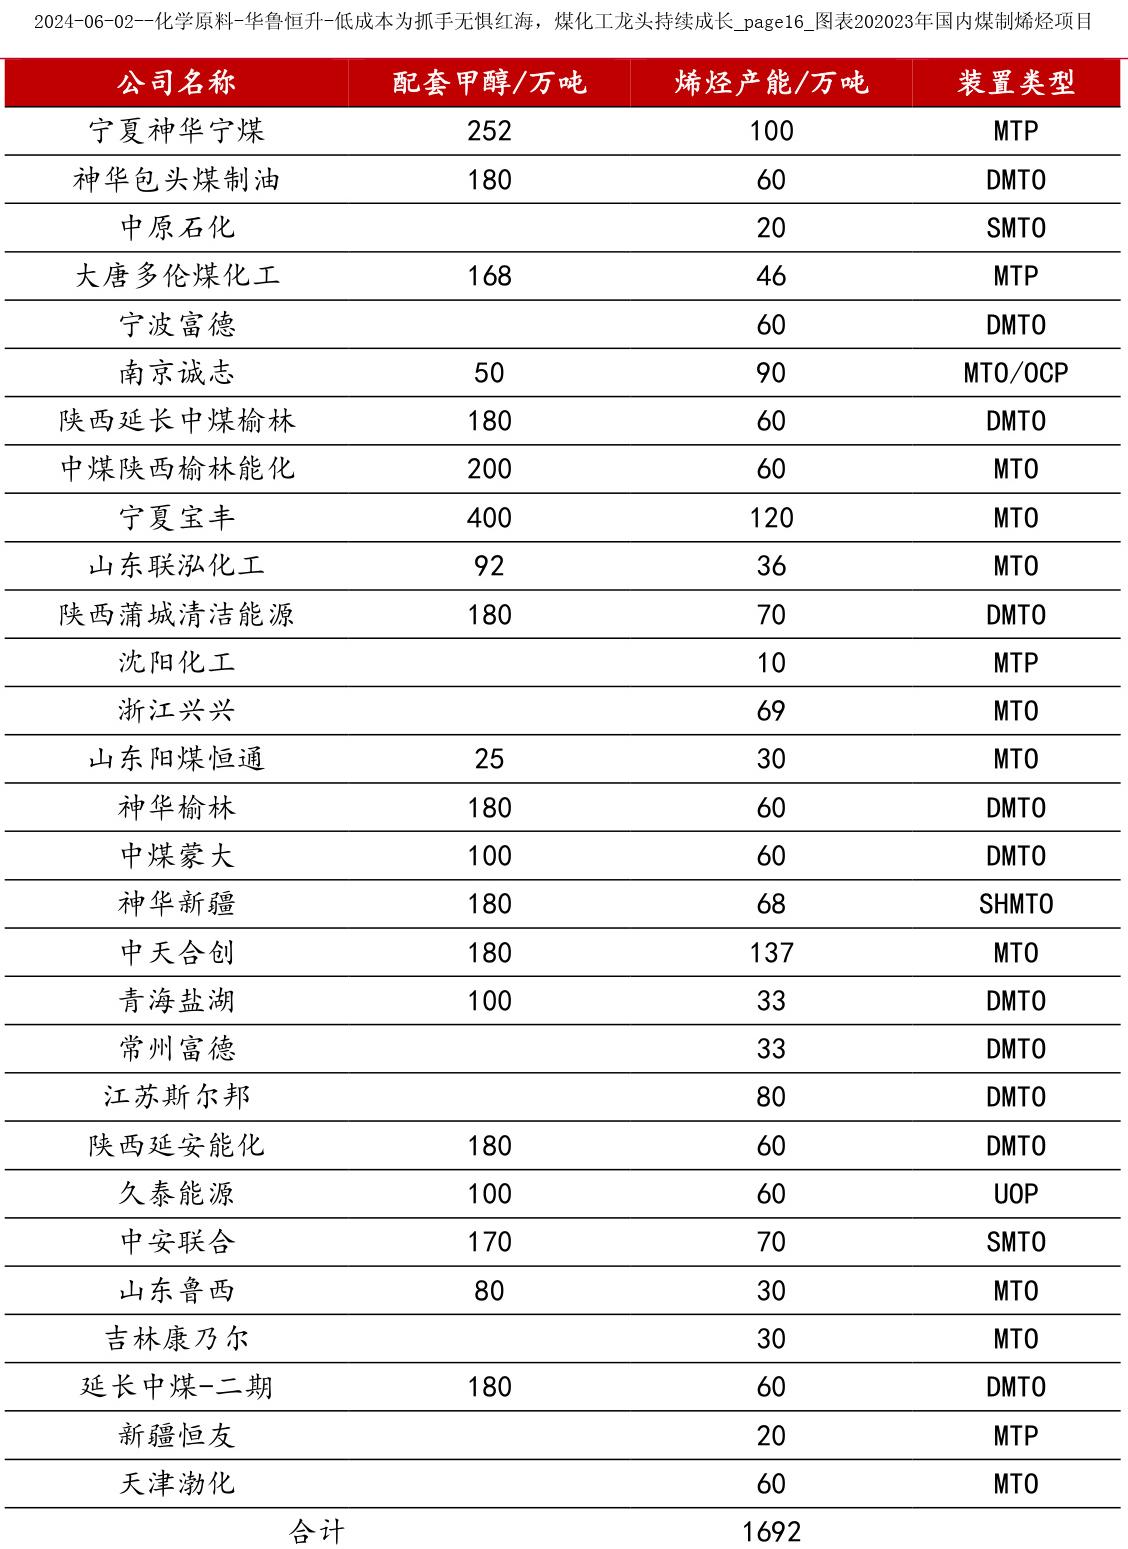 2024-06-02--化学原料-华鲁恒升-低成本为抓手无惧红海，煤化工龙头持续成长_page16_图表202023年国内煤制烯烃项目
公司名称 配套甲醇/万吨 烯烃产能/万吨 装置类型
宁夏神华宁煤 252 100 MTP
神华包头煤制油 180 60 DMTO
中原石化 20 SMTO
大唐多伦煤化工 168 46 MTP
宁波富德 60 DMTO
南京诚志 50 90 MTO/OCP
陕西延长中煤榆林 180 60 DMTO
中煤陕西榆林能化 200 60 MTO
宁夏宝丰 400 120 MTO
山东联泓化工 92 36 MTO
陕西蒲城清洁能源 180 70 DMTO
沈阳化工 10 MTP
浙江兴兴 69 MTO
山东阳煤恒通 25 30 MTO
神华榆林 180 60 DMTO
中煤蒙大 100 60 DMTO
神华新疆 180 68 SHMTO
中天合创 180 137 MTO
青海盐湖 100 33 DMTO
常州富德 33 DMTO
江苏斯尔邦 80 DMTO
陕西延安能化 180 60 DMTO
久泰能源 100 60 UOP
中安联合 170 70 SMTO
山东鲁西 80 30 MTO
吉林康乃尔 30 MTO
延长中煤-二期 180 60 DMTO
新疆恒友 20 MTP
天津渤化 60 MTO
合计 1692